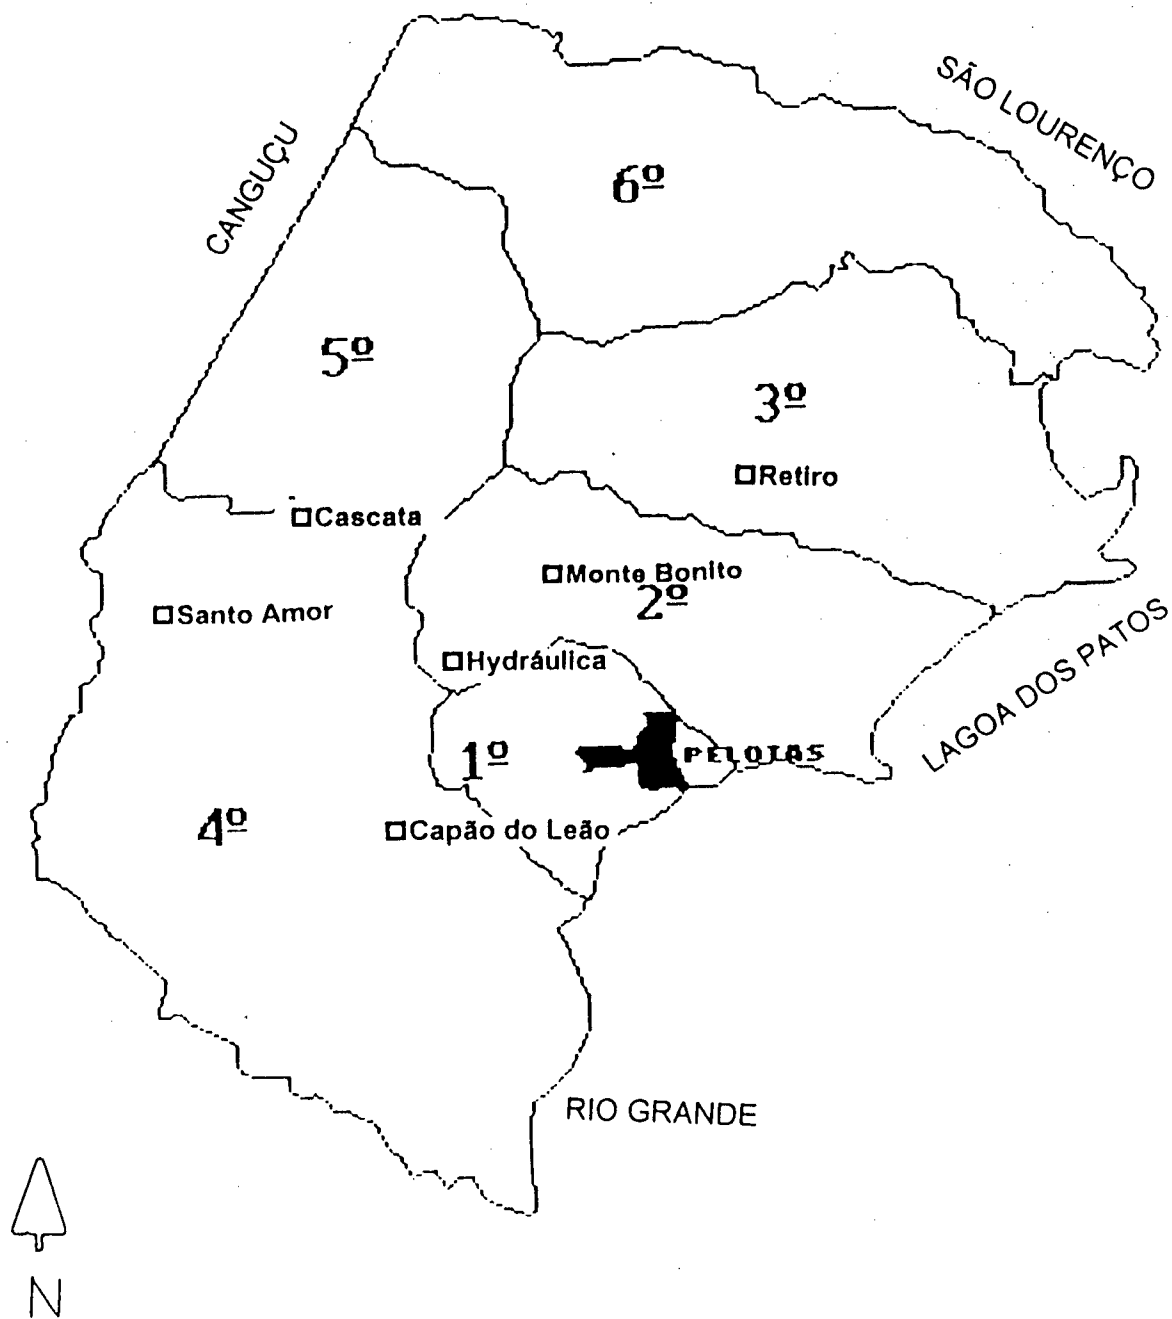 SÃO LOURENÇO
CANGUÇU
6º
5º
3º
Retiro
Cascata
Monte Bonito
2º
Santo Amor
Hydráulica
LAGOA DOS PATOS
1º
PELOTAS
4º
Capão do Leão
RIO GRANDE
N